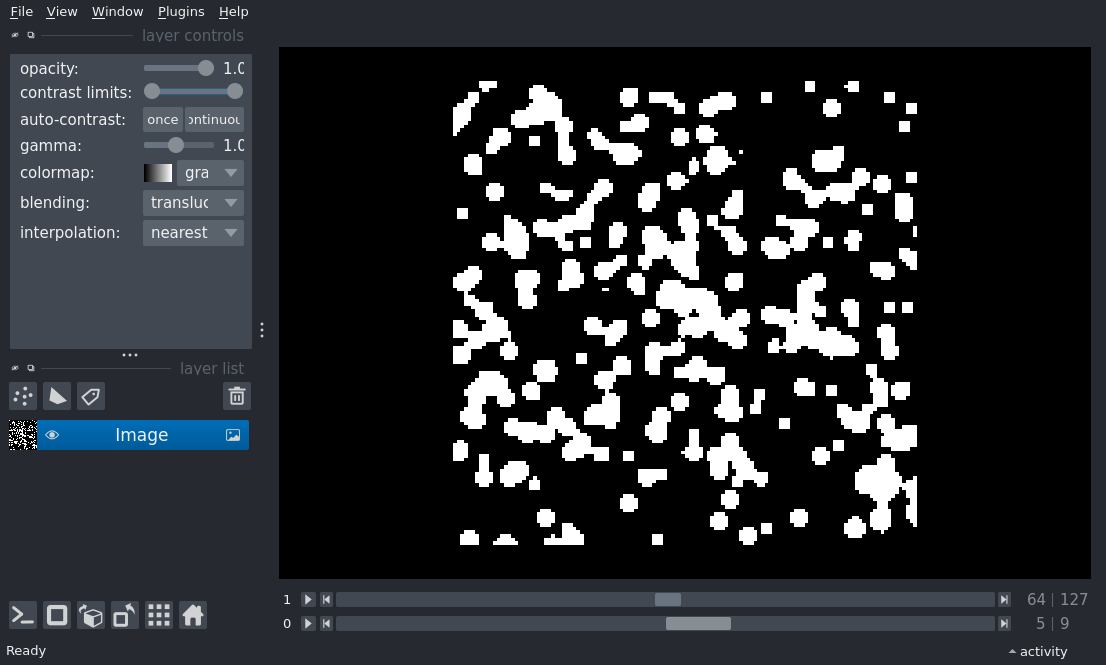 File View Window Plugins Help
layer controls
opacity: 1.0
contrast limits:
auto-contrast: once ontinuou
gamma: 1.0
colormap: gra
blending: transluc
interpolation: nearest
layer list
Image
1 64 | 127
0 5 | 9
Ready activity